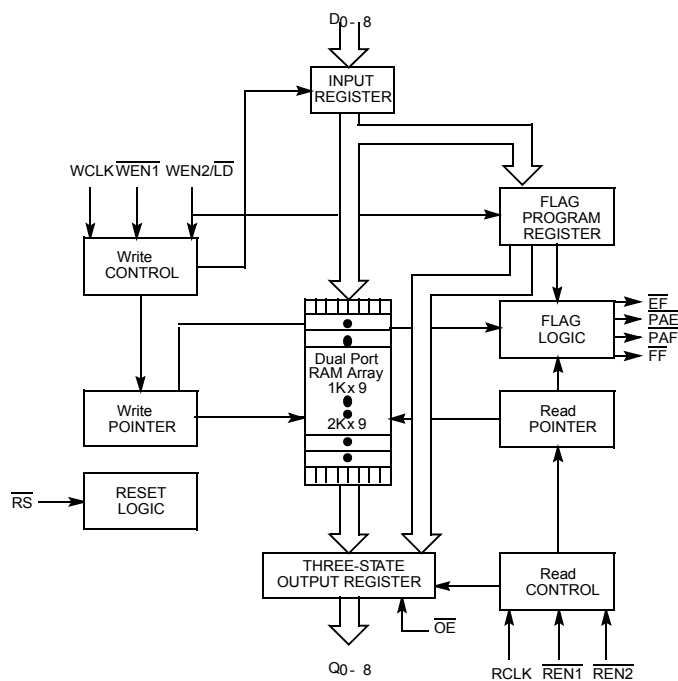 D0 - 8
INPUT
REGISTER
WCLK WEN1 WEN2/LD
FLAG
PROGRAM
REGISTER
Write
CONTROL
EF
PAE
PAF
FF
FLAG
LOGIC
Dual Port
RAM Array
1K x 9
2K x 9
Write
POINTER
Read
POINTER
RS
RESET
LOGIC
THREE-STATE
OUTPUT REGISTER
Read
CONTROL
OE
Q0 - 8
RCLK REN1 REN2